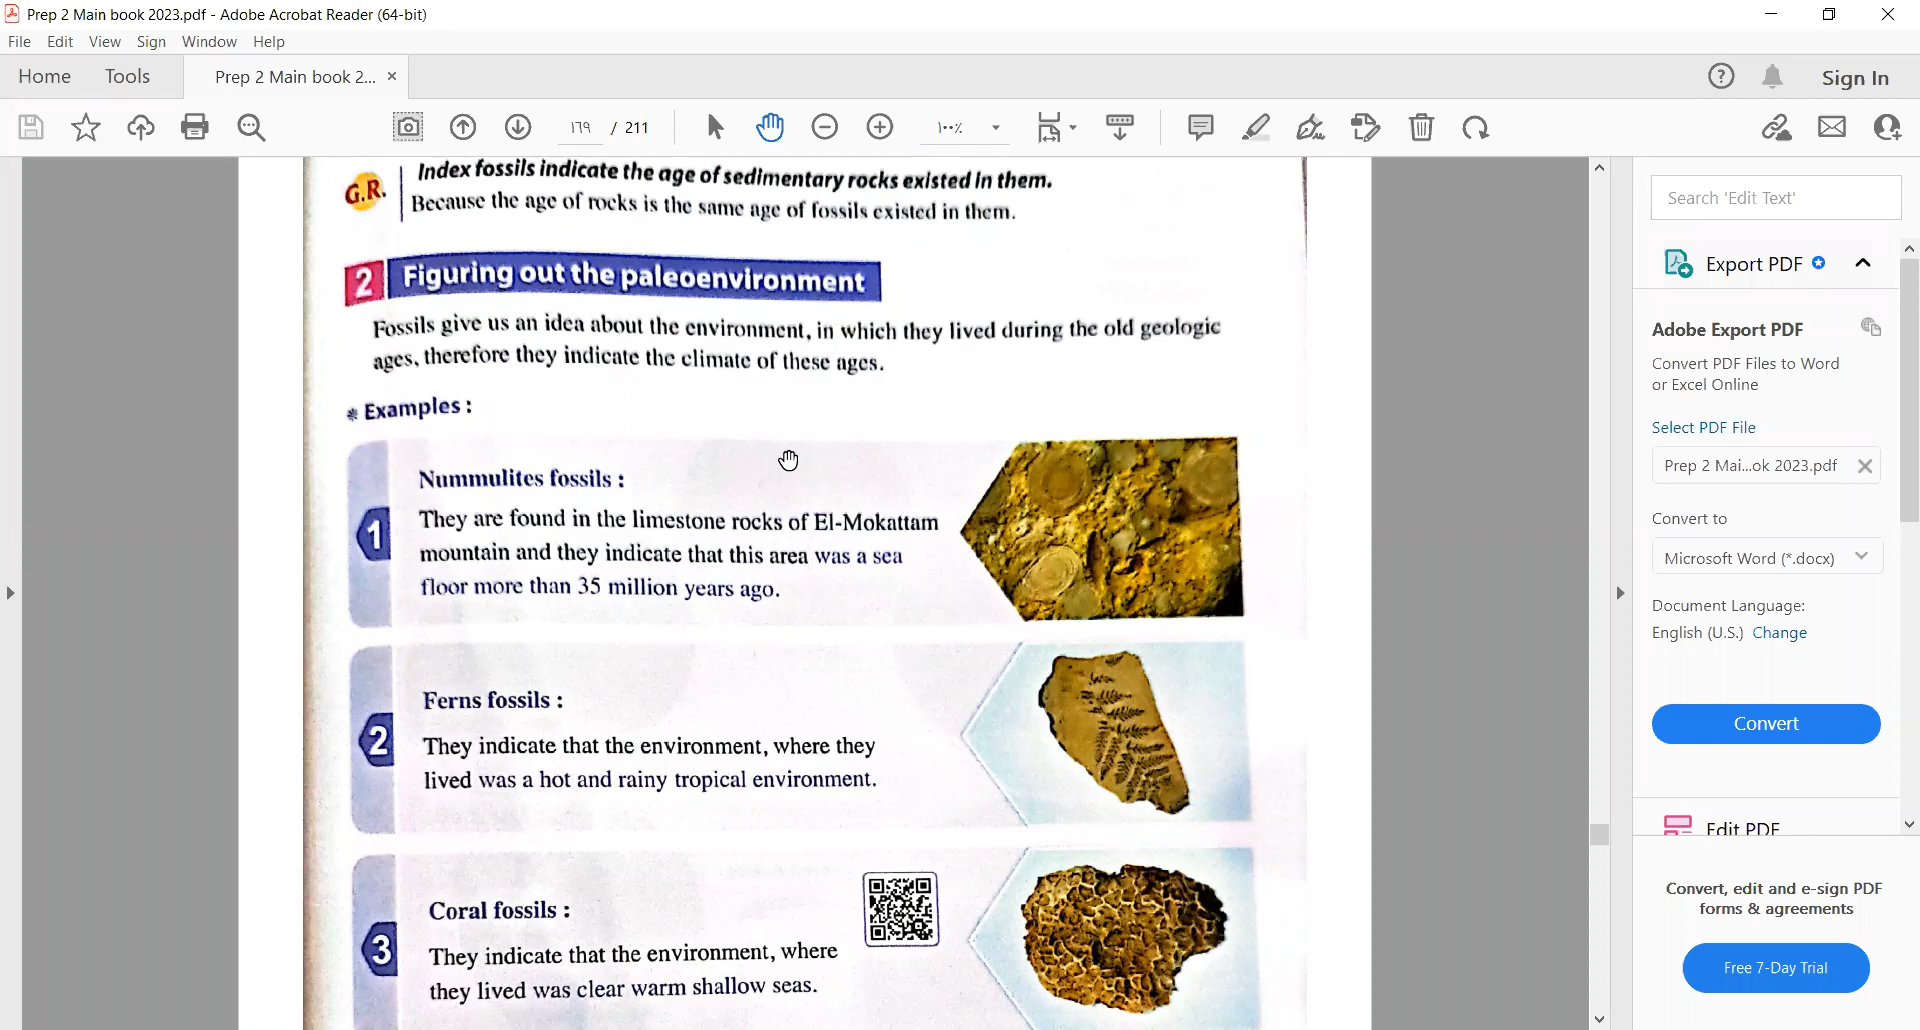 Prep 2 Main book 2023.pdf - Adobe Acrobat Reader (64-bit)
File Edit View Sign Window Help
Home Tools Prep 2 Main book 2... × Sign In
١٦٩ / 211 ١٠٠٪
G.R. Index fossils indicate the age of sedimentary rocks existed in them.
Because the age of rocks is the same age of fossils existed in them.
2 Figuring out the paleoenvironment
Fossils give us an idea about the environment, in which they lived during the old geologic
ages, therefore they indicate the climate of these ages.
* Examples :
1
Nummulites fossils :
They are found in the limestone rocks of El-Mokattam
mountain and they indicate that this area was a sea
floor more than 35 million years ago.
2
Ferns fossils :
They indicate that the environment, where they
lived was a hot and rainy tropical environment.
3
Coral fossils :
They indicate that the environment, where
they lived was clear warm shallow seas.
Search 'Edit Text'
Export PDF
Adobe Export PDF
Convert PDF Files to Word
or Excel Online
Select PDF File
Prep 2 Mai...ok 2023.pdf
Convert to
Microsoft Word (*.docx)
Document Language:
English (U.S.) Change
Convert
Edit PDF
Convert, edit and e-sign PDF
forms & agreements
Free 7-Day Trial